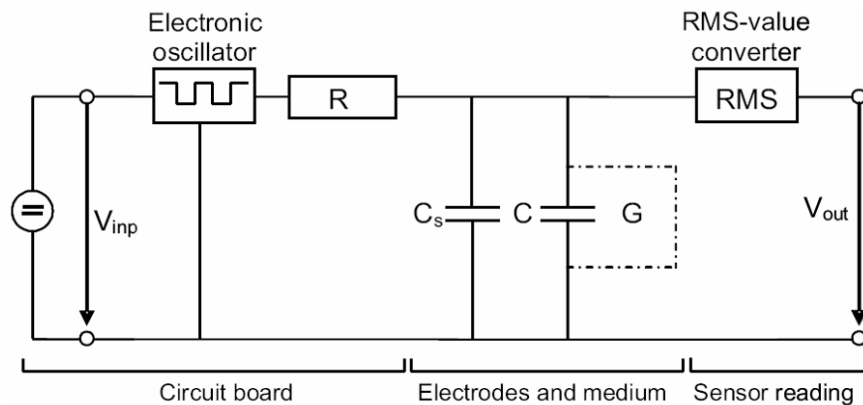 Electronic
oscillator
RMS-value
converter
R
RMS
V_inp
C_s
C
G
V_out
Circuit board
Electrodes and medium
Sensor reading